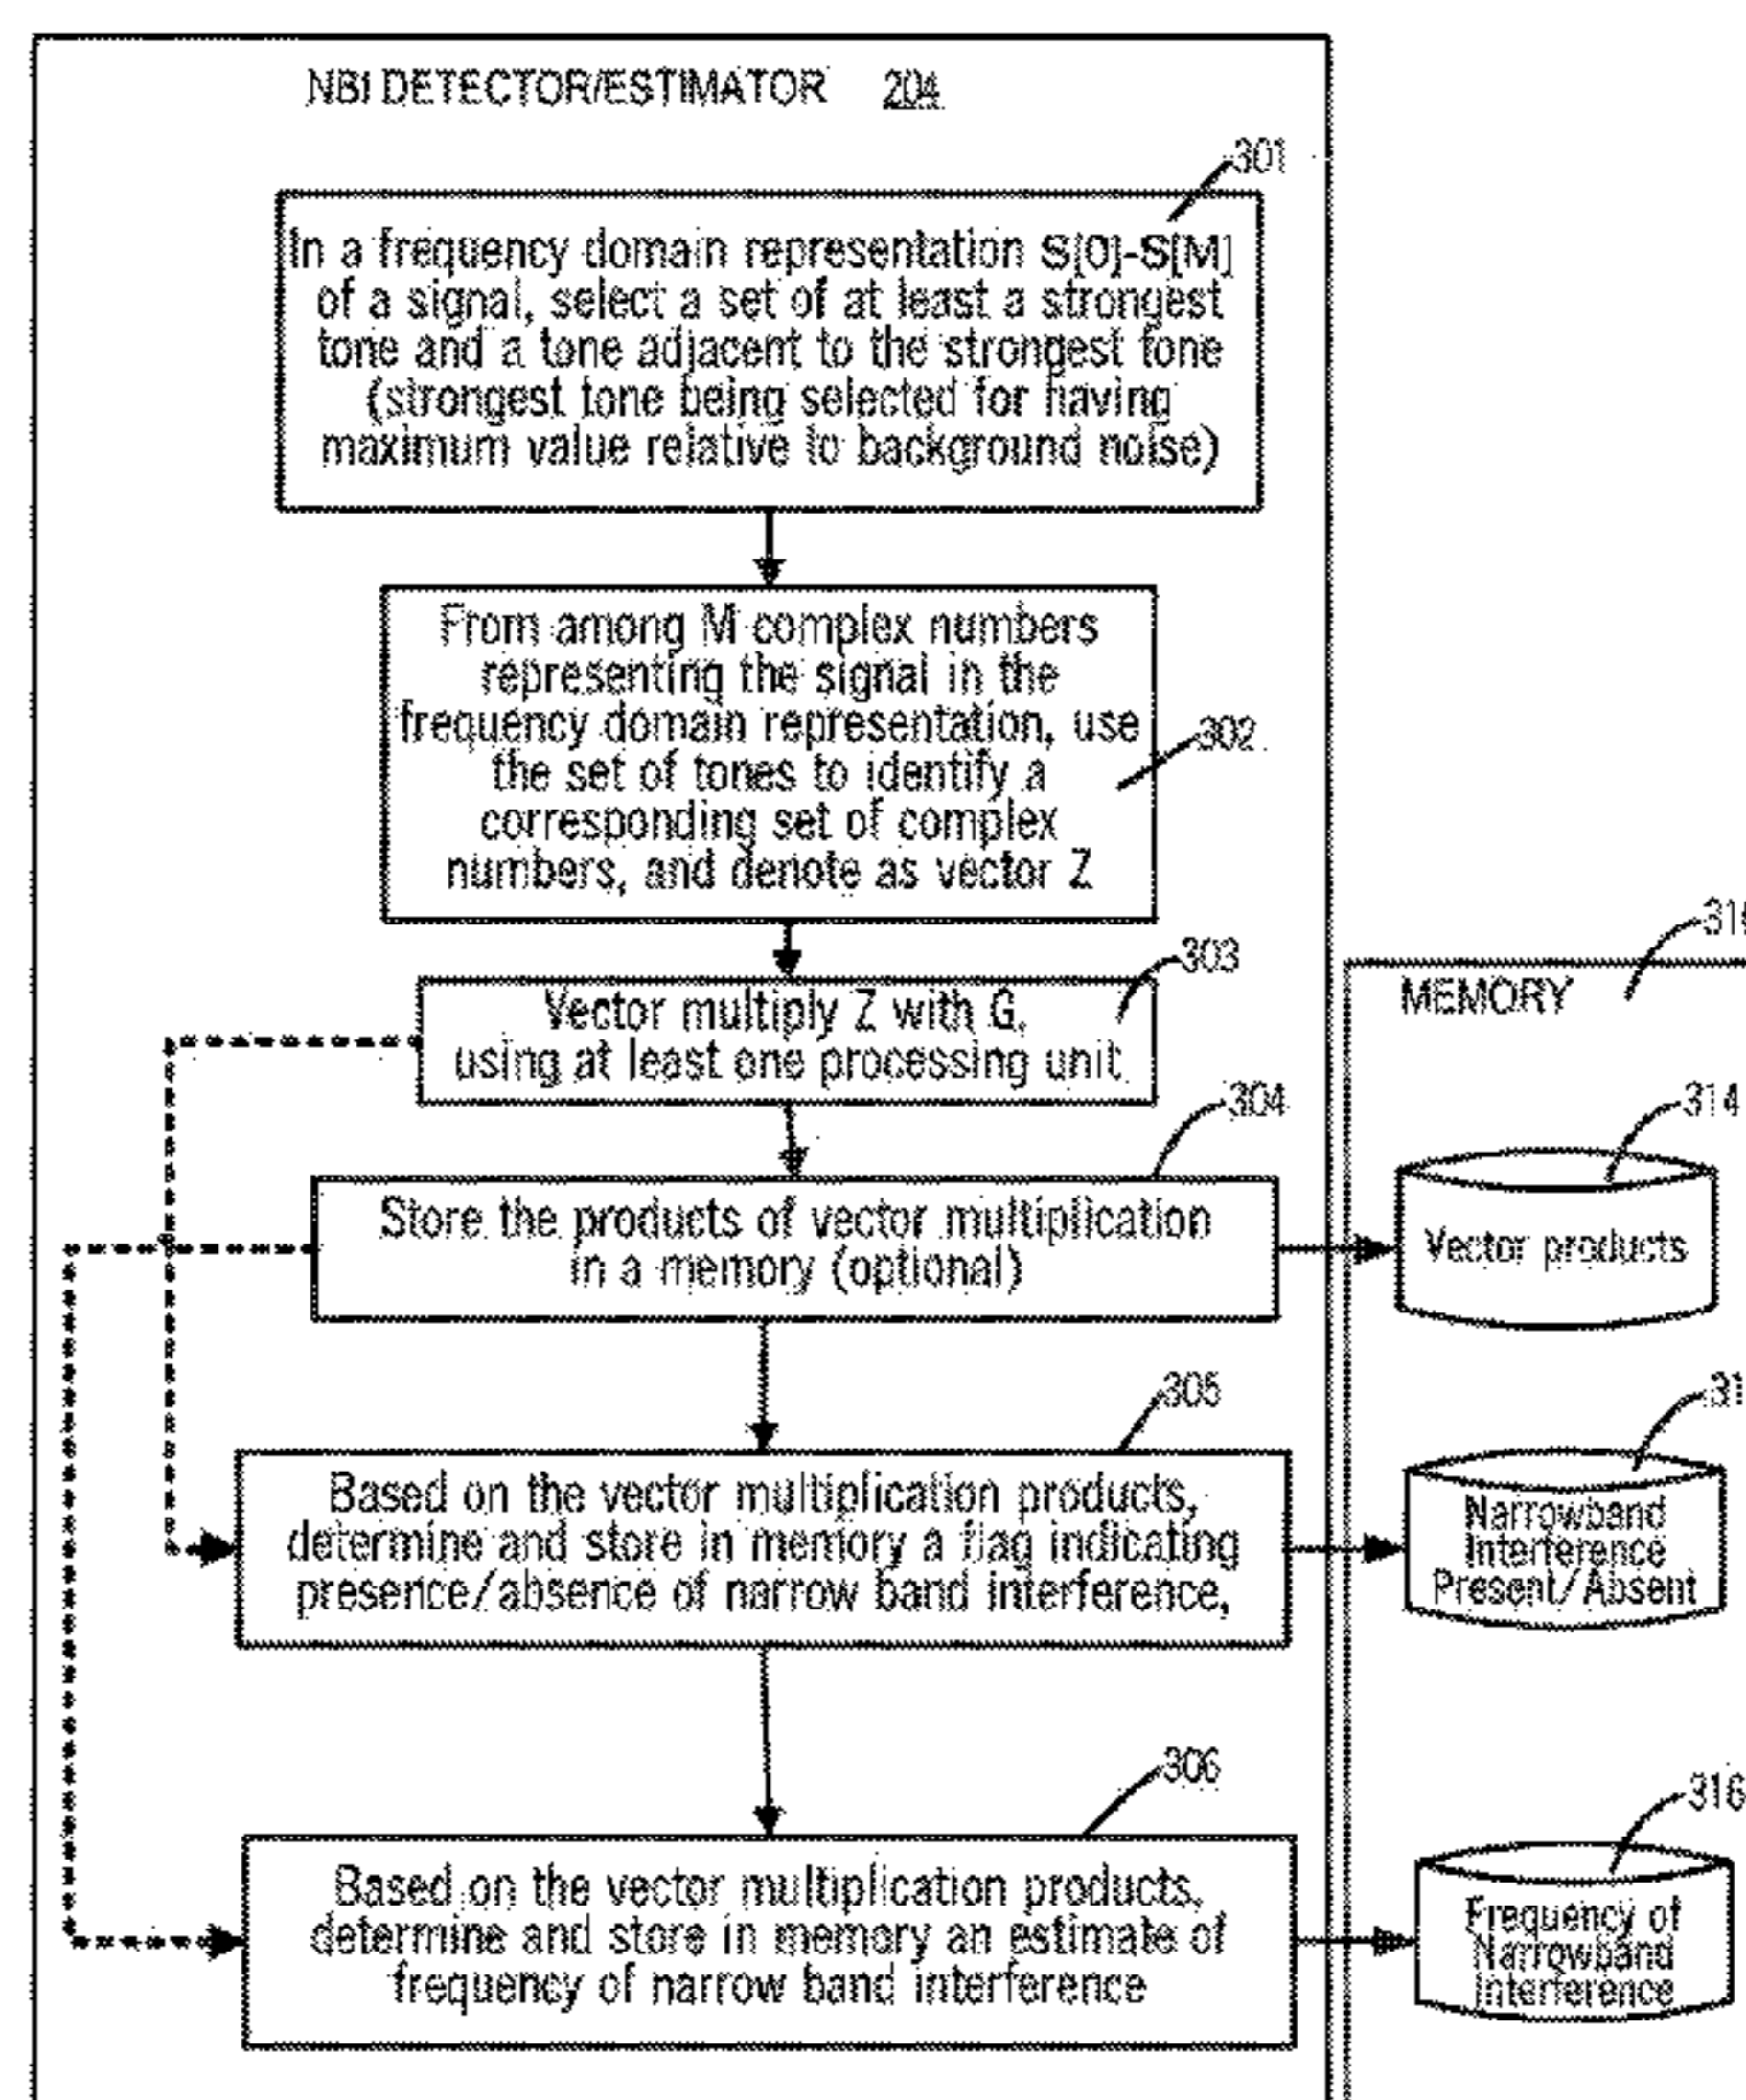 NBI DETECTOR/ESTIMATOR 204
301
In a frequency domain representation S[0]-S[M]
of a signal, select a set of at least a strongest
tone and a tone adjacent to the strongest tone
(strongest tone being selected for having
maximum value relative to background noise)
From among M complex numbers
representing the signal in the
frequency domain representation, use
the set of tones to identify a
corresponding set of complex
numbers, and denote as vector Z
302
303
Vector multiply Z with G,
using at least one processing unit
MEMORY
304
Store the products of vector multiplication
in a memory (optional)
314
Vector products
305
Based on the vector multiplication products,
determine and store in memory a flag indicating
presence/absence of narrow band interference,
Narrowband
Interference
Present/Absent
306
Based on the vector multiplication products,
determine and store in memory an estimate of
frequency of narrow band interference
316
Frequency of
Narrowband
Interference